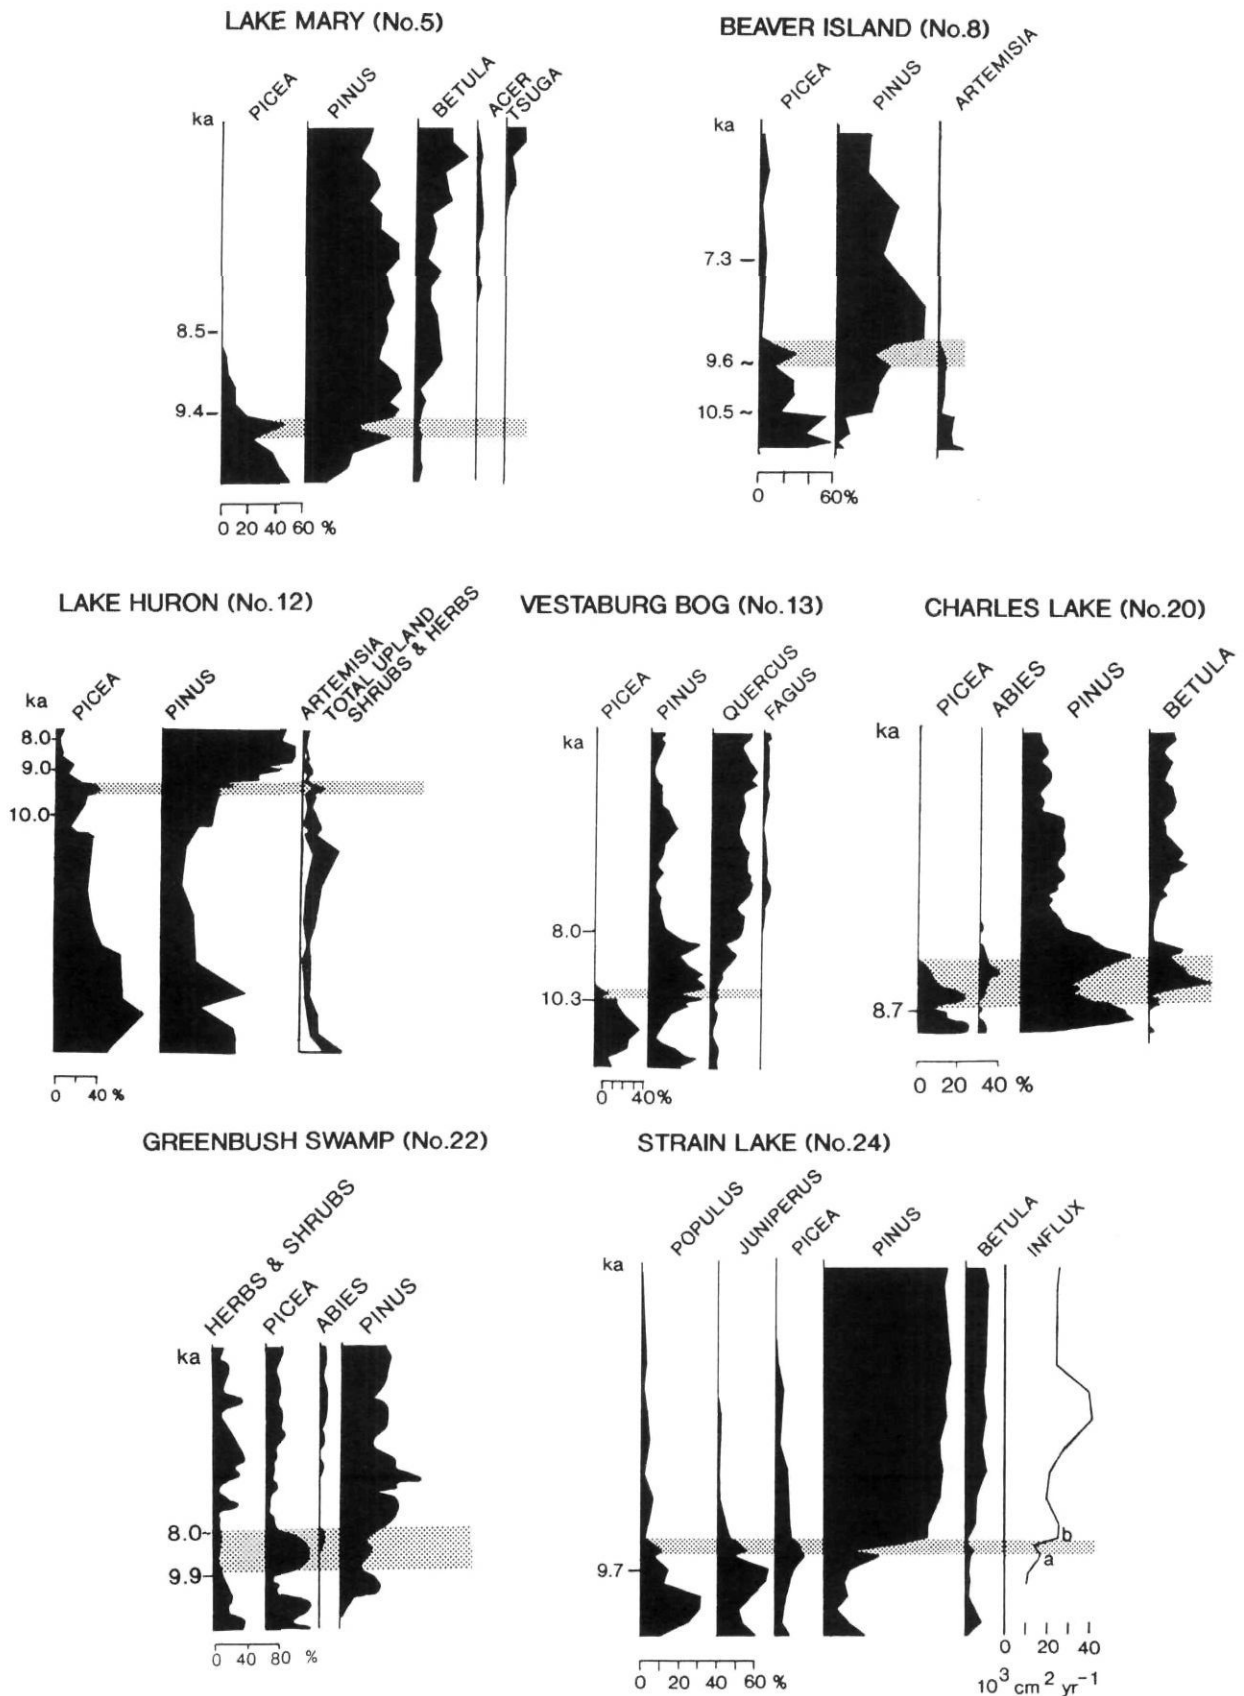 LAKE MARY (No.5)
PICEA
PINUS
BETULA
ACER
TSUGA
ka
8.5
9.4
0 20 40 60 %
BEAVER ISLAND (No.8)
PICEA
PINUS
ARTEMISIA
ka
7.3
9.6 ~
10.5 ~
0 60%
LAKE HURON (No.12)
PICEA
PINUS
ARTEMISIA
TOTAL UPLAND
SHRUBS & HERBS
ka
8.0
9.0
10.0
0 40 %
VESTABURG BOG (No.13)
PICEA
PINUS
QUERCUS
FAGUS
ka
8.0
10.3
0 40%
CHARLES LAKE (No.20)
PICEA
ABIES
PINUS
BETULA
ka
8.7
0 20 40 %
GREENBUSH SWAMP (No.22)
HERBS & SHRUBS
PICEA
ABIES
PINUS
ka
8.0~
9.9
0 40 80 %
STRAIN LAKE (No.24)
POPULUS
JUNIPERUS
PICEA
PINUS
BETULA
INFLUX
ka
b
a
9.7
0 20 40 60 %
0 20 40
10³ cm² yr⁻¹